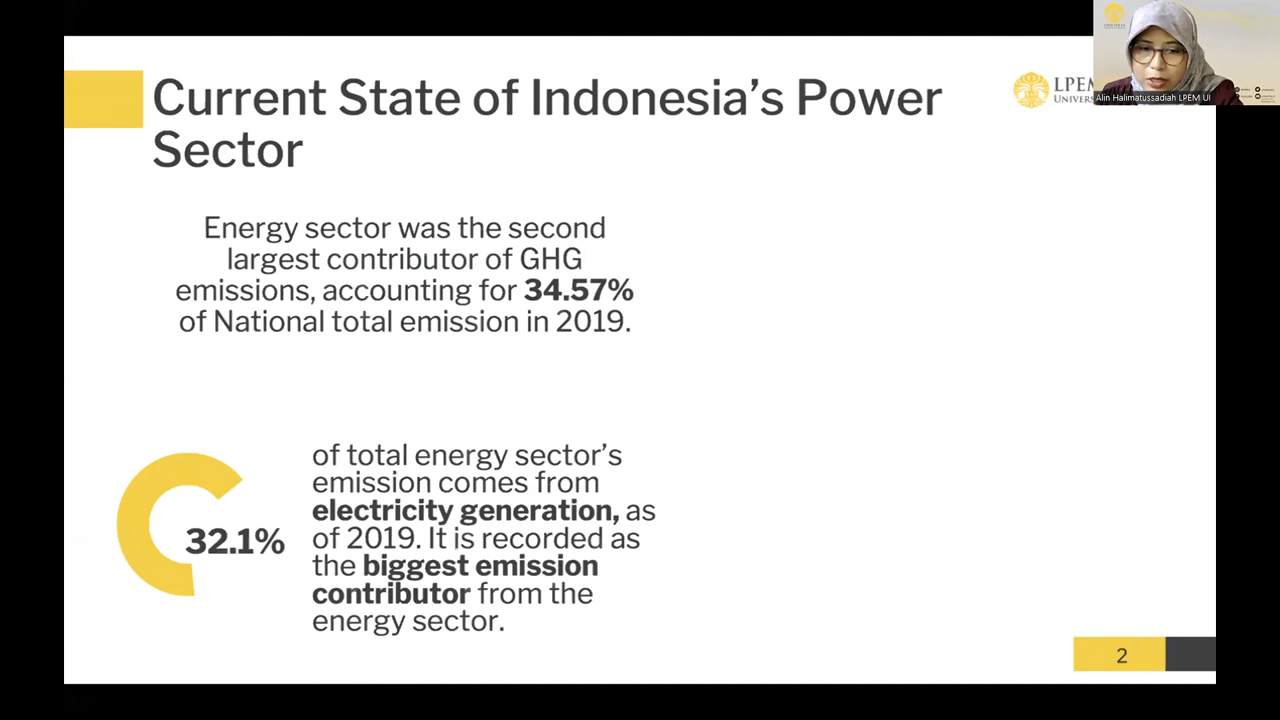 Current State of Indonesia's Power
Sector
LPEM
UNIVERS
Alin Halimatussadiah LPEM UI
Energy sector was the second
largest contributor of GHG
emissions, accounting for 34.57%
of National total emission in 2019.
32.1%
of total energy sector's
emission comes from
electricity generation, as
of 2019. It is recorded as
the biggest emission
contributor from the
energy sector.
2